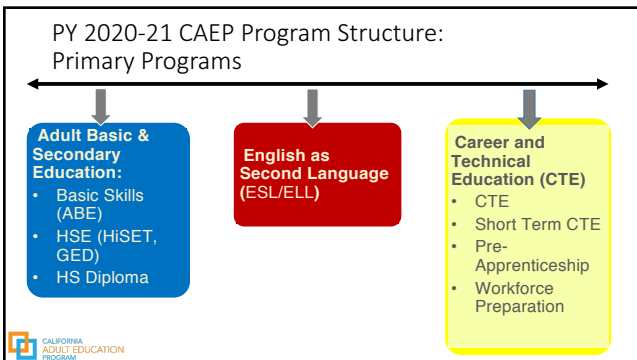 PY 2020-21 CAEP Program Structure:
Primary Programs
Adult Basic &
Secondary
Education:
• Basic Skills
(ABE)
• HSE (HiSET,
GED)
• HS Diploma
English as
Second Language
(ESL/ELL)
Career and
Technical
Education (CTE)
• CTE
• Short Term CTE
• Pre-
Apprenticeship
• Workforce
Preparation
CALIFORNIA
ADULT EDUCATION
PROGRAM